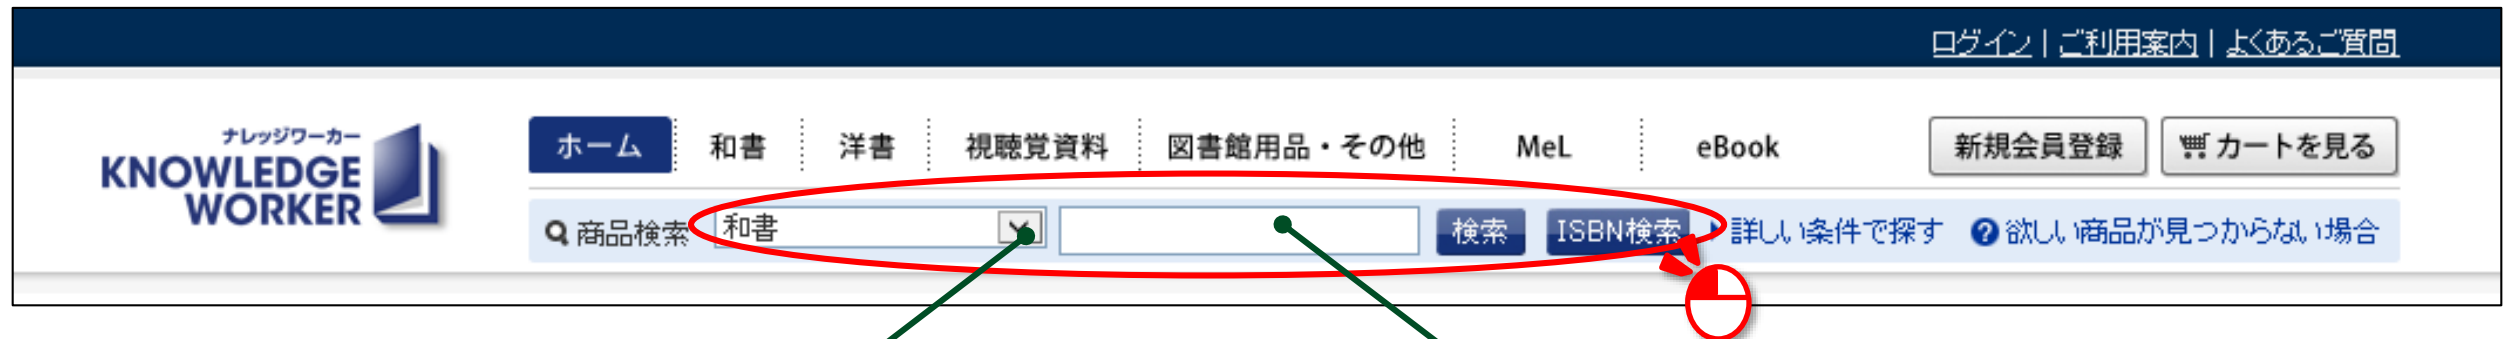 ログイン | ご利用案内 | よくあるご質問
ナレッジワーカー
KNOWLEDGE
WORKER
ホーム 和書 洋書 視聴覚資料 図書館用品・その他 MeL eBook 新規会員登録 カートを見る
商品検索 和書 検索 ISBN検索 詳しい条件で探す ? 欲しい商品が見つからない場合